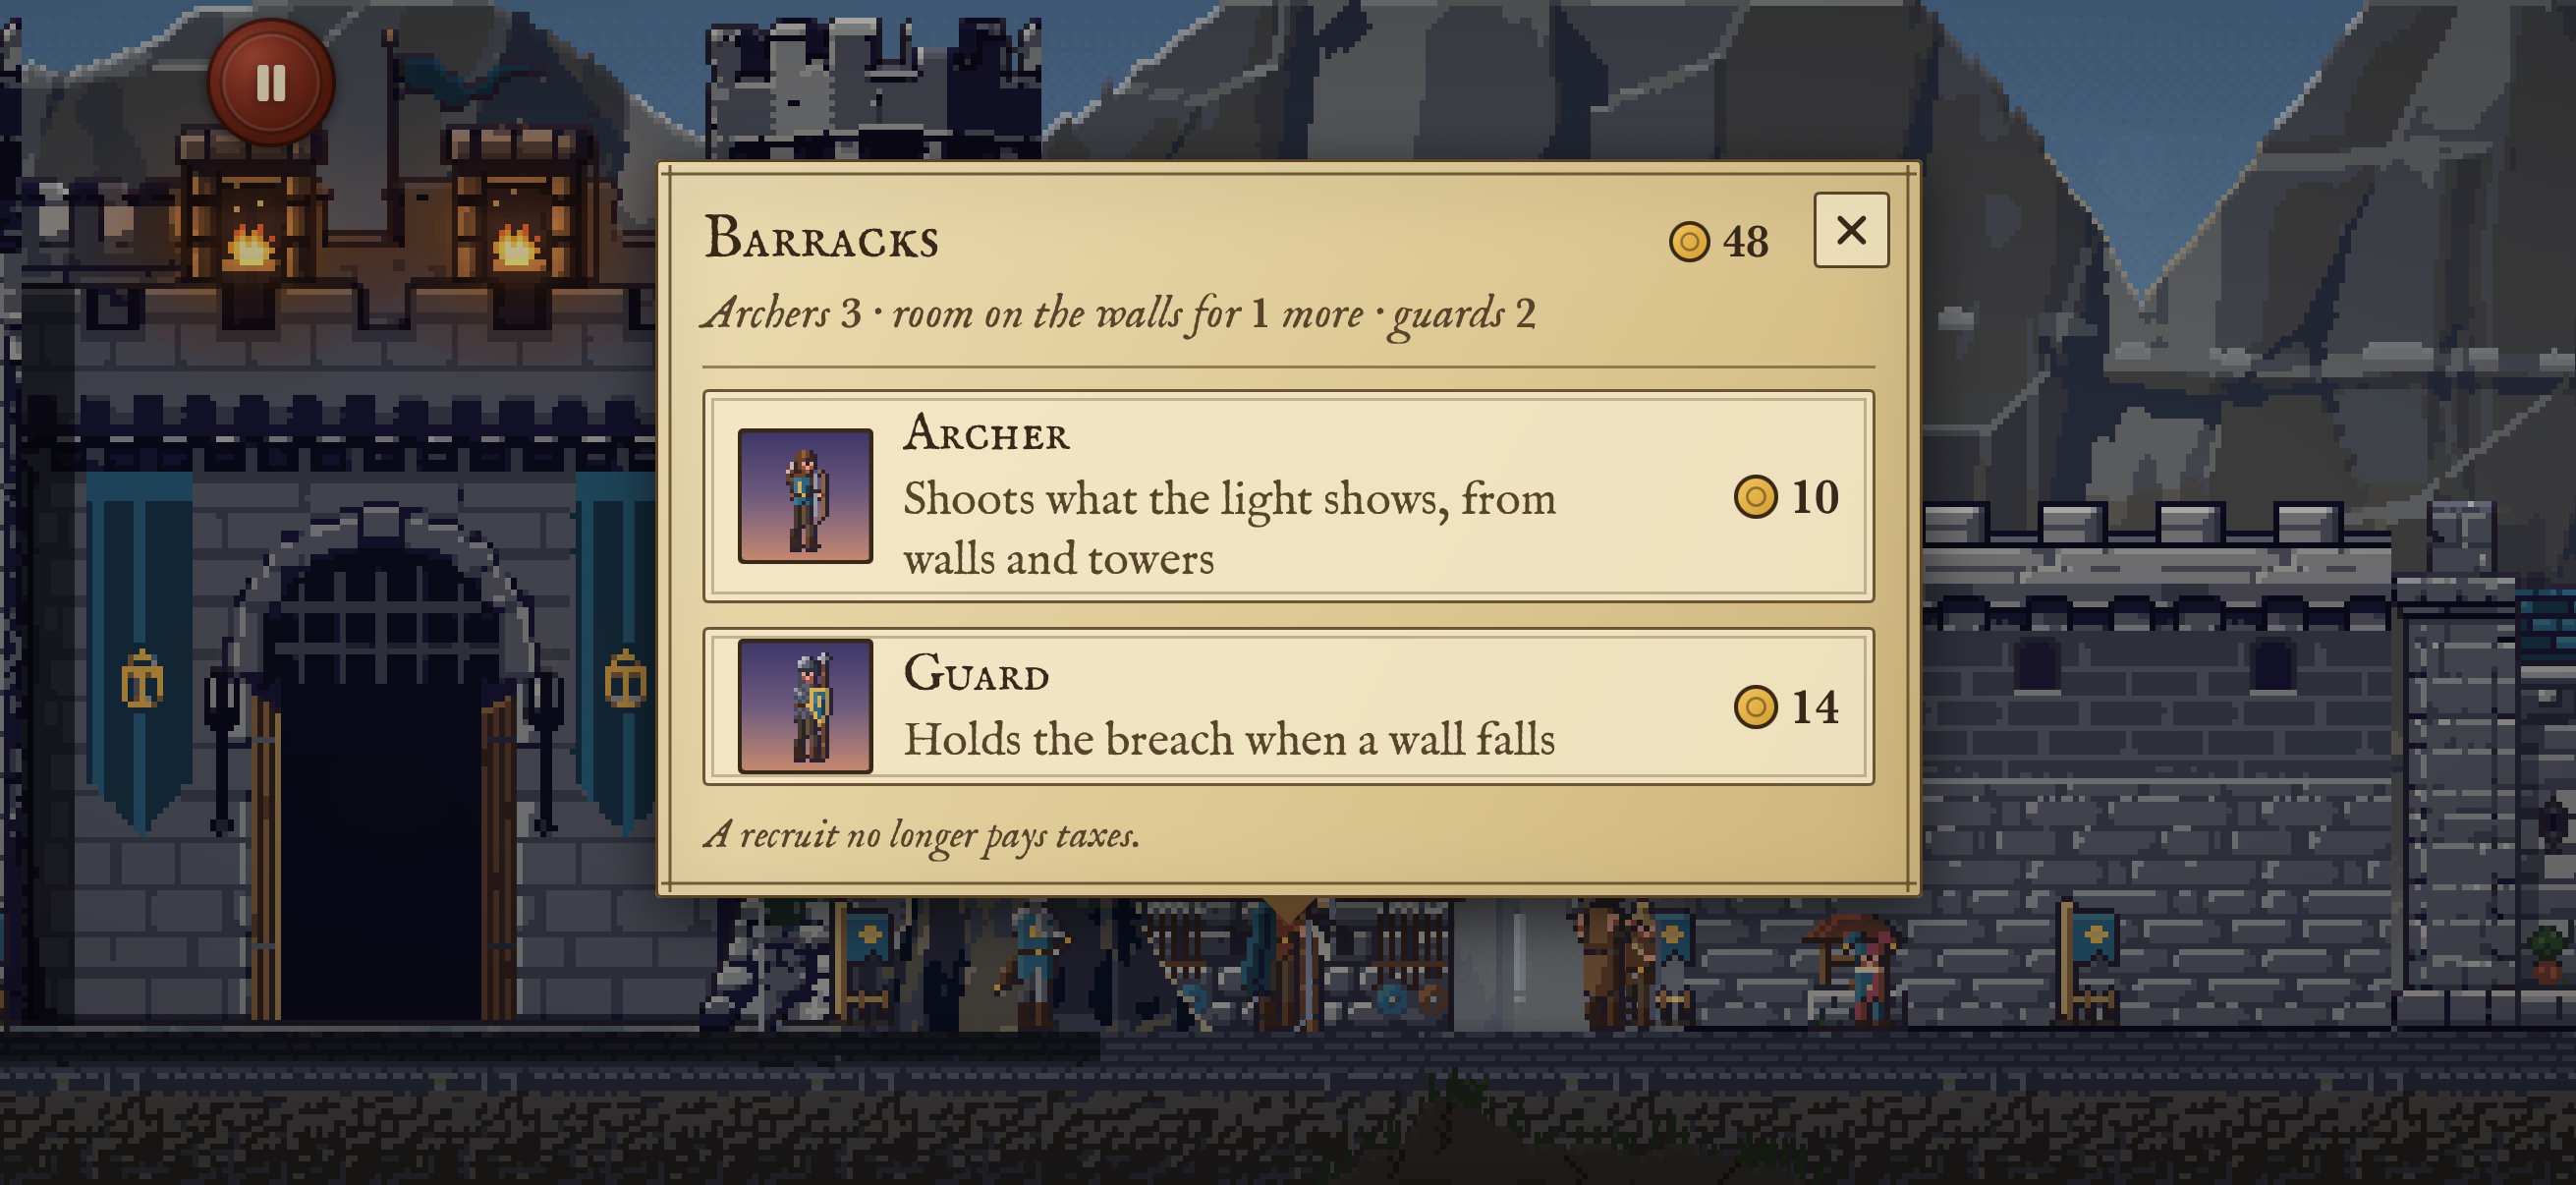 Barracks
48
Archers 3 · room on the walls for 1 more · guards 2
Archer
Shoots what the light shows, from
walls and towers
10
Guard
Holds the breach when a wall falls
14
A recruit no longer pays taxes.